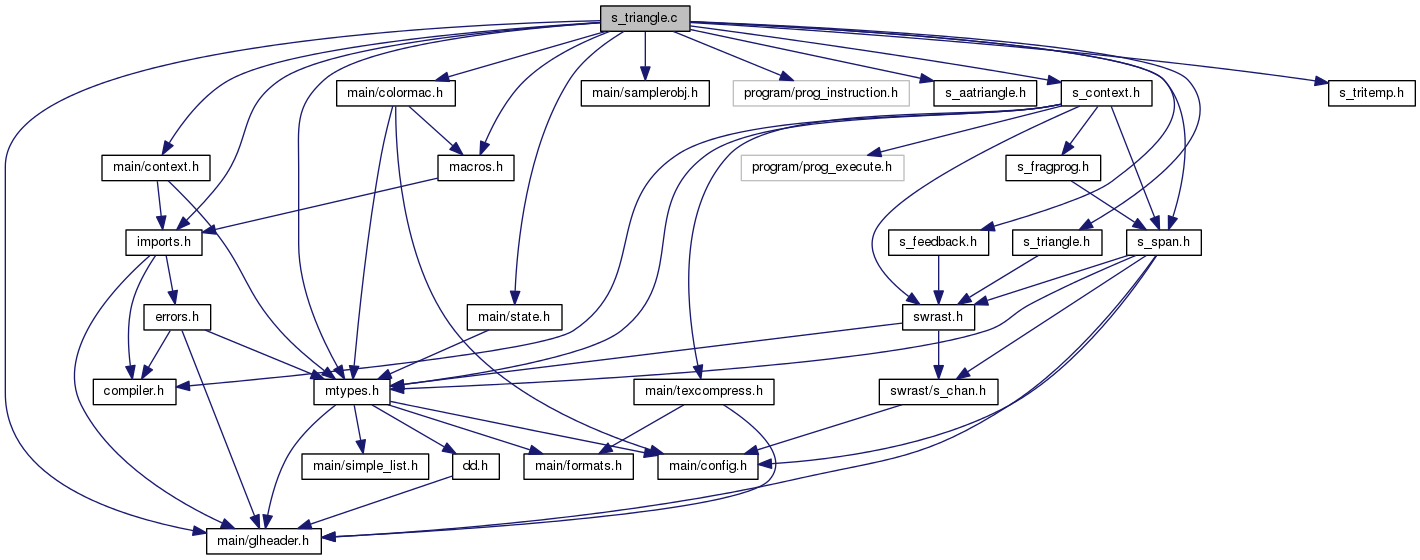 s_triangle.c
main/colormac.h
main/samplerobj.h
program/prog_instruction.h
s_aatriangle.h
s_context.h
s_tritemp.h
main/context.h
macros.h
program/prog_execute.h
s_fragprog.h
imports.h
s_feedback.h
s_triangle.h
s_span.h
errors.h
main/state.h
swrast.h
compiler.h
mtypes.h
main/texcompress.h
swrast/s_chan.h
main/simple_list.h
dd.h
main/formats.h
main/config.h
main/glheader.h